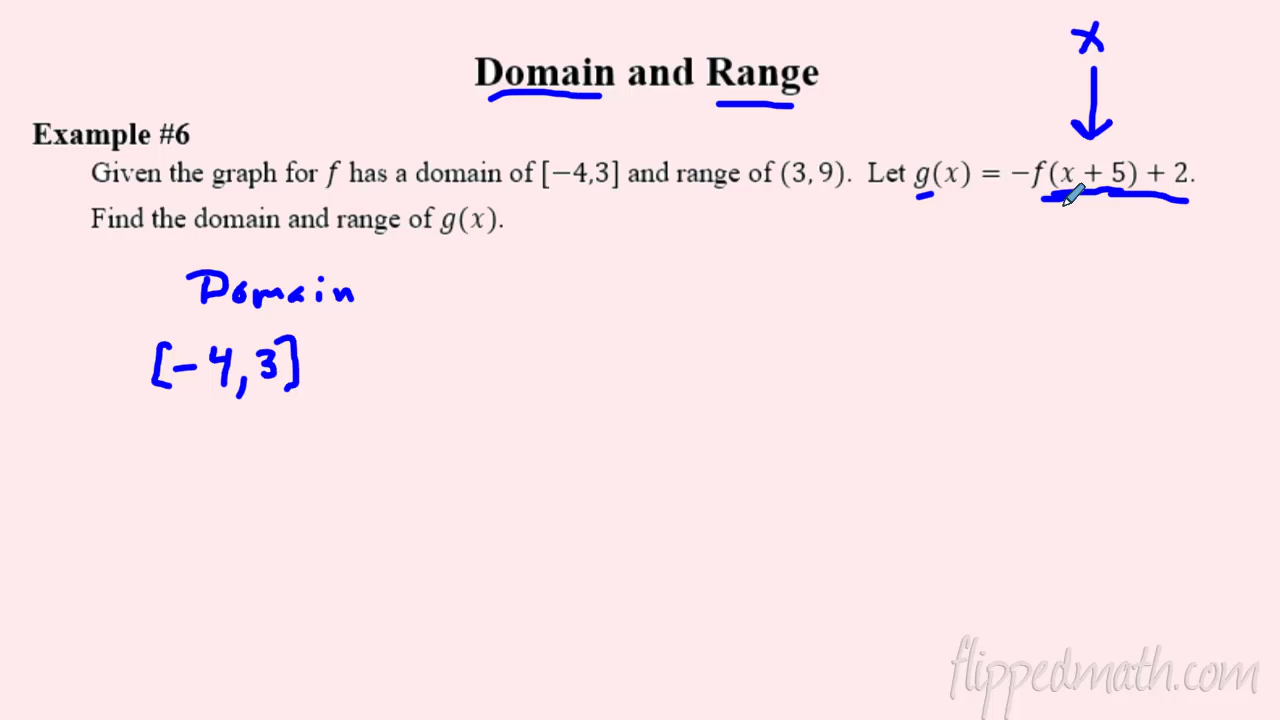 x
Domain and Range
Example #6
Given the graph for f has a domain of [−4,3] and range of (3, 9). Let g(x) = −f(x + 5) + 2.
Find the domain and range of g(x).
Domain
[-4,3]
flippedmath.com